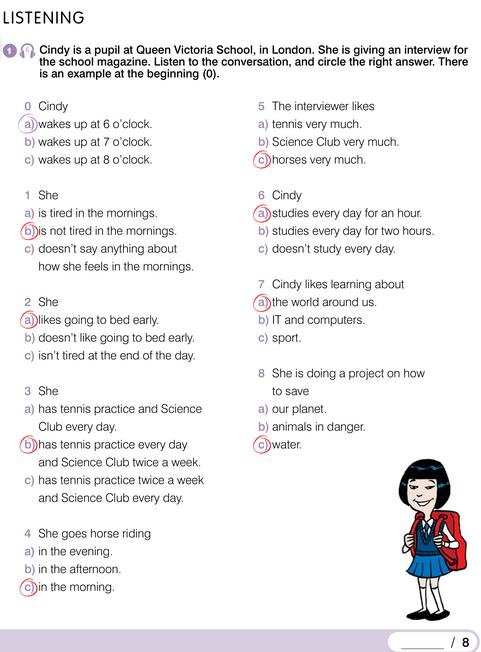 LISTENING
1 Cindy is a pupil at Queen Victoria School, in London. She is giving an interview for
the school magazine. Listen to the conversation, and circle the right answer. There
is an example at the beginning (0).
0 Cindy
a) wakes up at 6 o'clock.
b) wakes up at 7 o'clock.
c) wakes up at 8 o'clock.
1 She
a) is tired in the mornings.
b) is not tired in the mornings.
c) doesn't say anything about
how she feels in the mornings.
2 She
a) likes going to bed early.
b) doesn't like going to bed early.
c) isn't tired at the end of the day.
3 She
a) has tennis practice and Science
Club every day.
b) has tennis practice every day
and Science Club twice a week.
c) has tennis practice twice a week
and Science Club every day.
4 She goes horse riding
a) in the evening.
b) in the afternoon.
c) in the morning.
5 The interviewer likes
a) tennis very much.
b) Science Club very much.
c) horses very much.
6 Cindy
a) studies every day for an hour.
b) studies every day for two hours.
c) doesn't study every day.
7 Cindy likes learning about
a) the world around us.
b) IT and computers.
c) sport.
8 She is doing a project on how
to save
a) our planet.
b) animals in danger.
c) water.
______ / 8